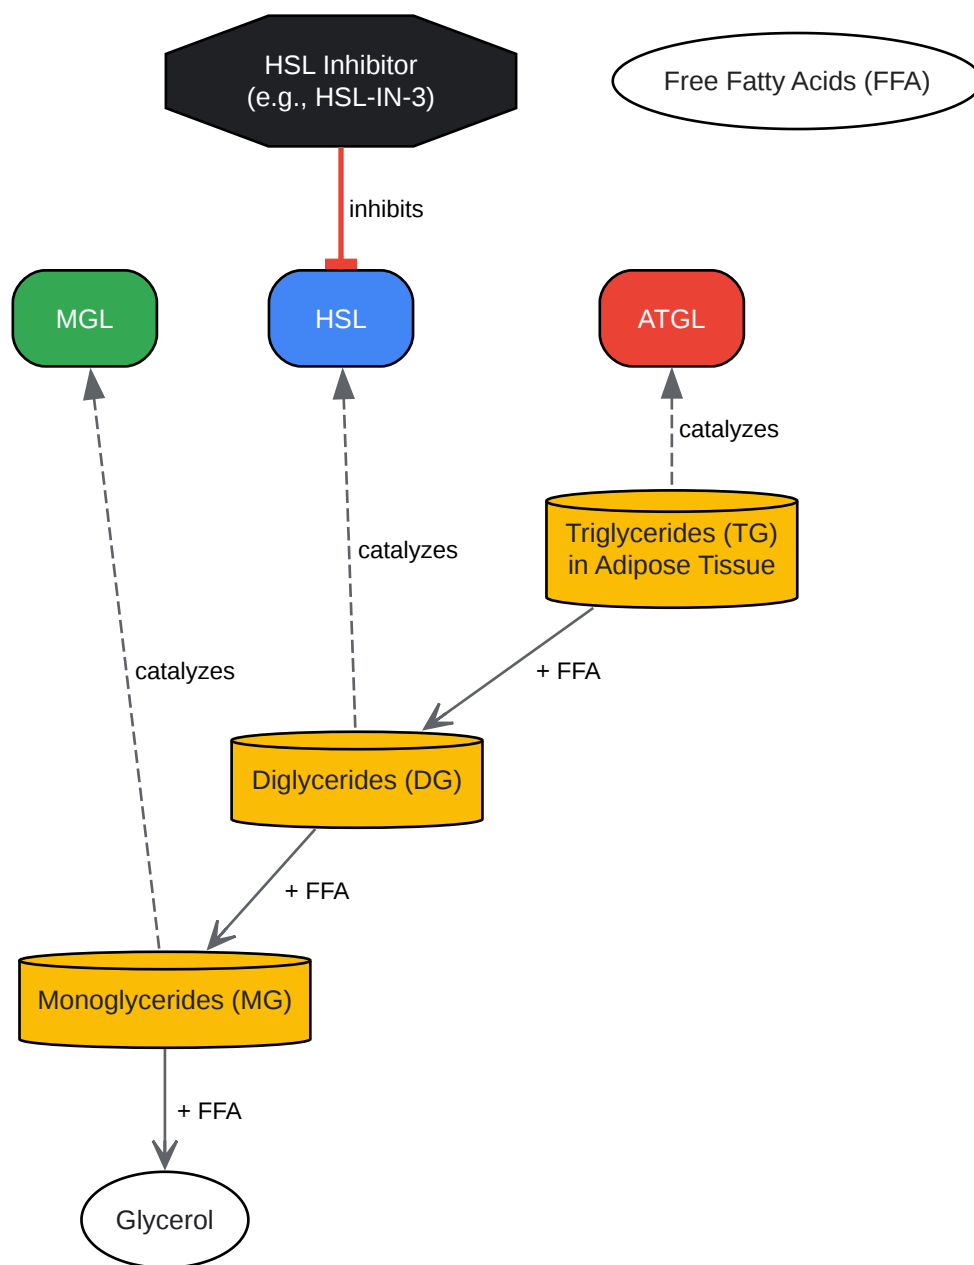 HSL Inhibitor
(e.g., HSL-IN-3)
Free Fatty Acids (FFA)
inhibits
MGL
HSL
ATGL
catalyzes
Triglycerides (TG)
in Adipose Tissue
catalyzes
catalyzes
+ FFA
Diglycerides (DG)
+ FFA
Monoglycerides (MG)
+ FFA
Glycerol